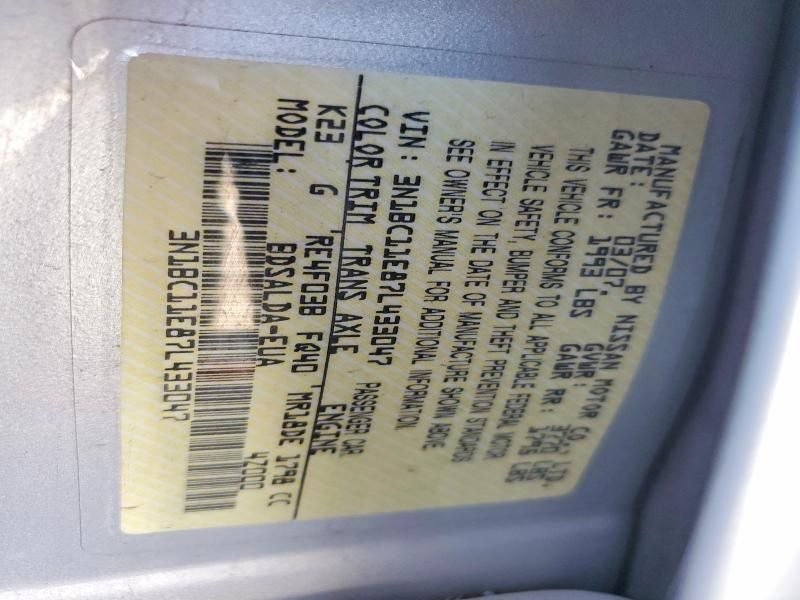 MANUFACTURED BY NISSAN MOTOR CO., LTD.
DATE: 03/07, GVWR: LBS
GAWR FR: 1993 LBS GAWR RR: 1715 LBS
THIS VEHICLE CONFORMS TO ALL APPLICABLE FEDERAL MOTOR
VEHICLE SAFETY, BUMPER AND THEFT PREVENTION STANDARDS
IN EFFECT ON THE DATE OF MANUFACTURE SHOWN ABOVE.
SEE OWNER'S MANUAL FOR ADDITIONAL INFORMATION.
VIN: 3N1BC11E87L433047 PASSENGER CAR
COLOR TRIM TRANS AXLE ENGINE
K23 G RE4F03B FQ40 MR18DE 1798 CC
MODEL: BDSALDA-EUA 4Z000
3N1BC11E87L433047